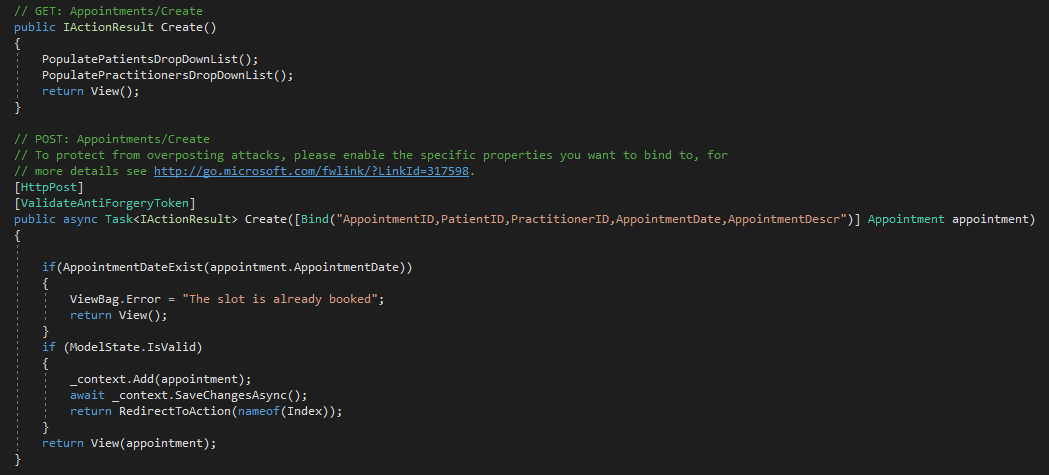 // GET: Appointments/Create
public IActionResult Create()
{
PopulatePatientsDropDownList();
PopulatePractitionersDropDownList();
return View();
}
// POST: Appointments/Create
// To protect from overposting attacks, please enable the specific properties you want to bind to, for
// more details see http://go.microsoft.com/fwlink/?LinkId=317598.
[HttpPost]
[ValidateAntiForgeryToken]
public async Task<IActionResult> Create([Bind("AppointmentID,PatientID,PractitionerID,AppointmentDate,AppointmentDescr")] Appointment appointment)
{
if(AppointmentDateExist(appointment.AppointmentDate))
{
ViewBag.Error = "The slot is already booked";
return View();
}
if (ModelState.IsValid)
{
_context.Add(appointment);
await _context.SaveChangesAsync();
return RedirectToAction(nameof(Index));
}
return View(appointment);
}